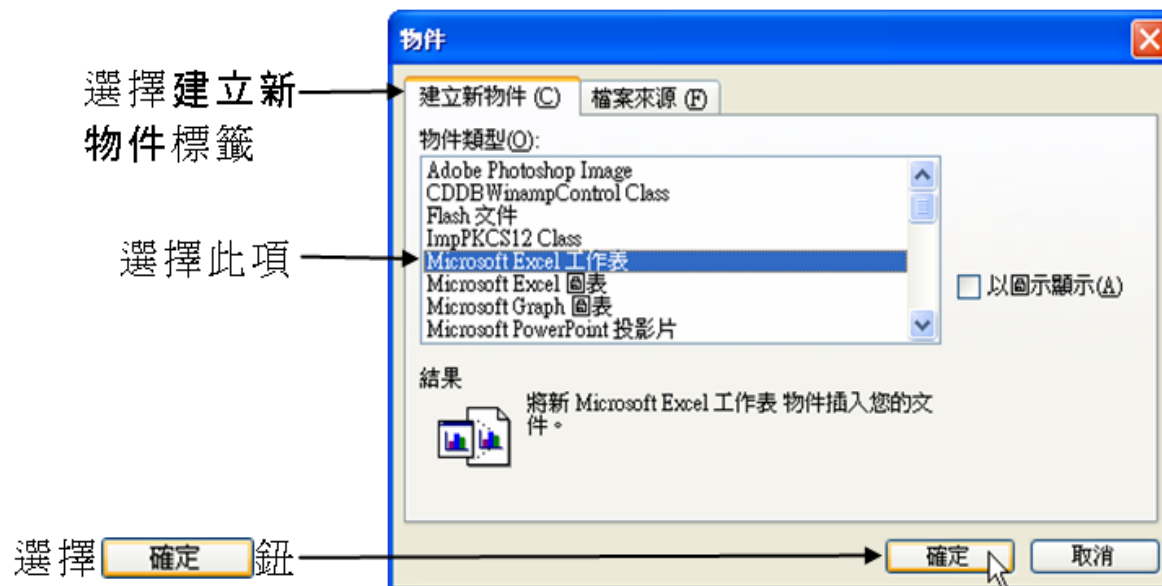 物件
選擇建立新
物件標籤
建立新物件 (C) 檔案來源 (F)
物件類型(O):
Adobe Photoshop Image
CDDBWinampControl Class
Flash 文件
ImpPKCS12 Class
選擇此項
Microsoft Excel 工作表
Microsoft Excel 圖表
Microsoft Graph 圖表
Microsoft PowerPoint 投影片
以圖示顯示(A)
結果
將新 Microsoft Excel 工作表 物件插入您的文
件。
選擇 確定 鈕
確定 取消